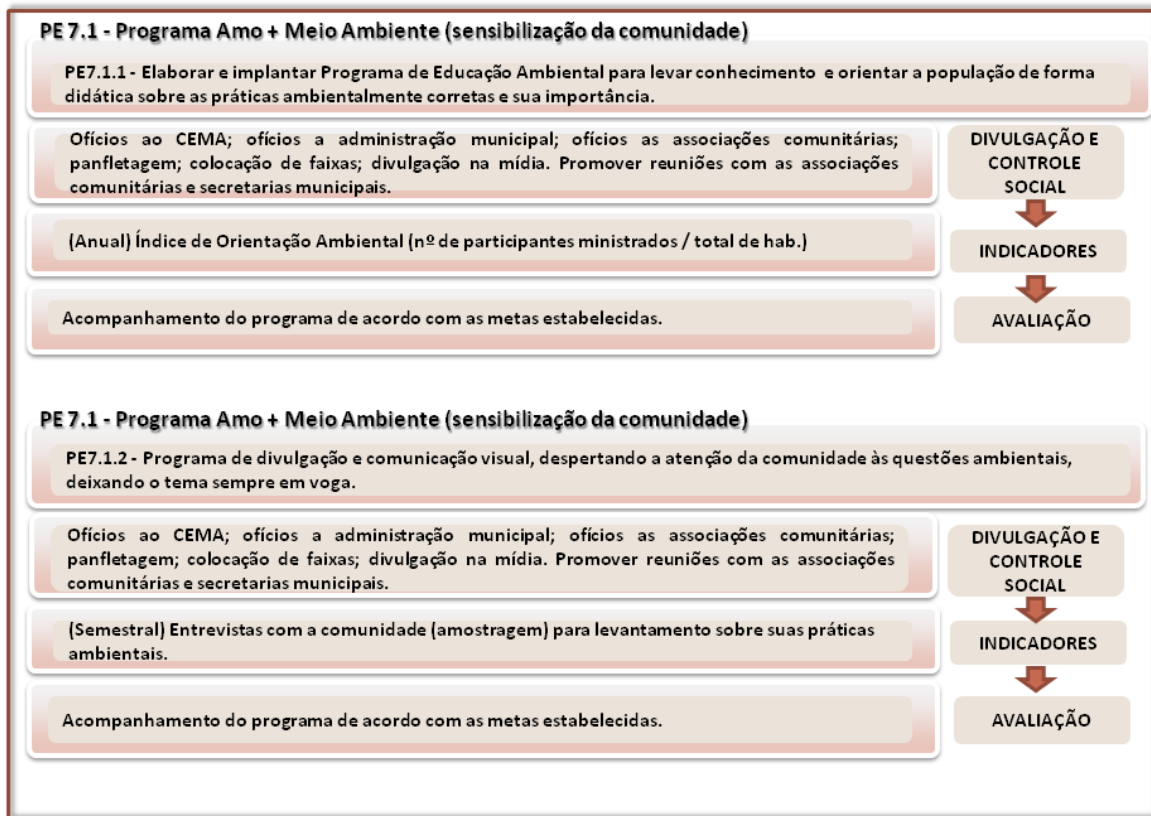 PE 7.1 - Programa Amo + Meio Ambiente (sensibilização da comunidade)
PE7.1.1 - Elaborar e implantar Programa de Educação Ambiental para levar conhecimento e orientar a população de forma
didática sobre as práticas ambientalmente corretas e sua importância.
Ofícios ao CEMA; ofícios a administração municipal; ofícios as associações comunitárias;
panfletagem; colocação de faixas; divulgação na mídia. Promover reuniões com as associações
comunitárias e secretarias municipais.
DIVULGAÇÃO E
CONTROLE
SOCIAL
(Anual) Índice de Orientação Ambiental (nº de participantes ministrados / total de hab.)
INDICADORES
Acompanhamento do programa de acordo com as metas estabelecidas.
AVALIAÇÃO
PE 7.1 - Programa Amo + Meio Ambiente (sensibilização da comunidade)
PE7.1.2 - Programa de divulgação e comunicação visual, despertando a atenção da comunidade às questões ambientais,
deixando o tema sempre em voga.
Ofícios ao CEMA; ofícios a administração municipal; ofícios as associações comunitárias;
panfletagem; colocação de faixas; divulgação na mídia. Promover reuniões com as associações
comunitárias e secretarias municipais.
DIVULGAÇÃO E
CONTROLE
SOCIAL
(Semestral) Entrevistas com a comunidade (amostragem) para levantamento sobre suas práticas
ambientais.
INDICADORES
Acompanhamento do programa de acordo com as metas estabelecidas.
AVALIAÇÃO